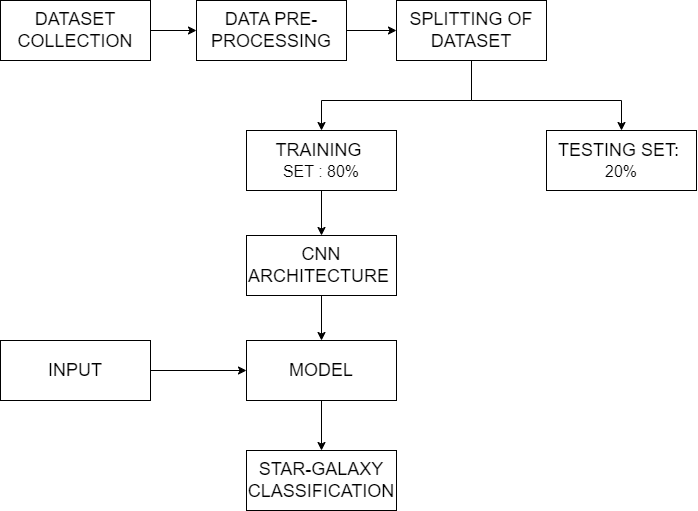 DATASET
COLLECTION
DATA PRE-
PROCESSING
SPLITTING OF
DATASET
TRAINING
SET : 80%
TESTING SET:
20%
CNN
ARCHITECTURE
INPUT
MODEL
STAR-GALAXY
CLASSIFICATION